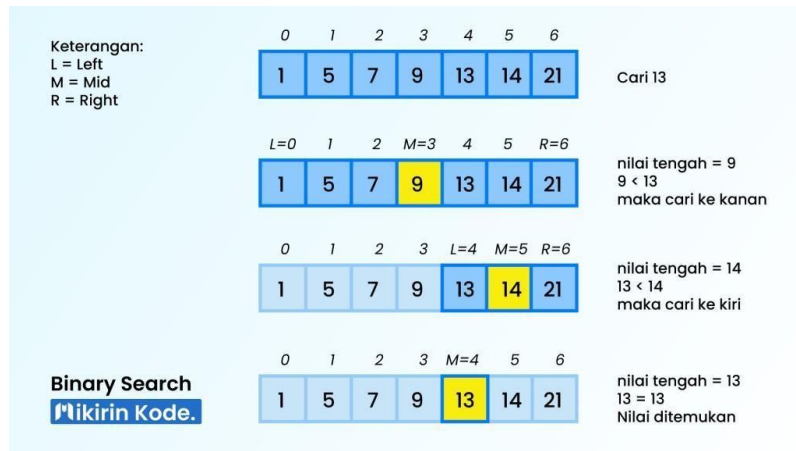 Keterangan:
L = Left
M = Mid
R = Right
0 1 2 3 4 5 6
1 5 7 9 13 14 21
Cari 13
L=0 1 2 M=3 4 5 R=6
1 5 7 9 13 14 21
nilai tengah = 9
9 < 13
maka cari ke kanan
0 1 2 3 L=4 M=5 R=6
1 5 7 9 13 14 21
nilai tengah = 14
13 < 14
maka cari ke kiri
0 1 2 3 M=4 5 6
1 5 7 9 13 14 21
nilai tengah = 13
13 = 13
Nilai ditemukan
Binary Search
Mikirin Kode.